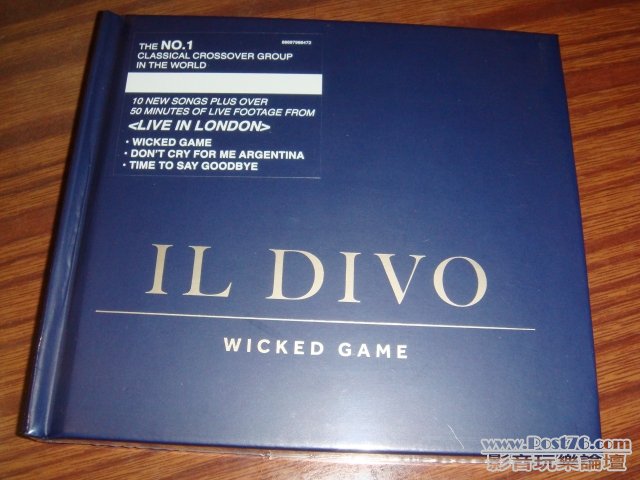 THE NO.1
CLASSICAL CROSSOVER GROUP
IN THE WORLD
10 NEW SONGS PLUS OVER
50 MINUTES OF LIVE FOOTAGE FROM
<LIVE IN LONDON>
· WICKED GAME
· DON'T CRY FOR ME ARGENTINA
· TIME TO SAY GOODBYE
IL DIVO
WICKED GAME
www.Post76.com
影音玩樂論壇